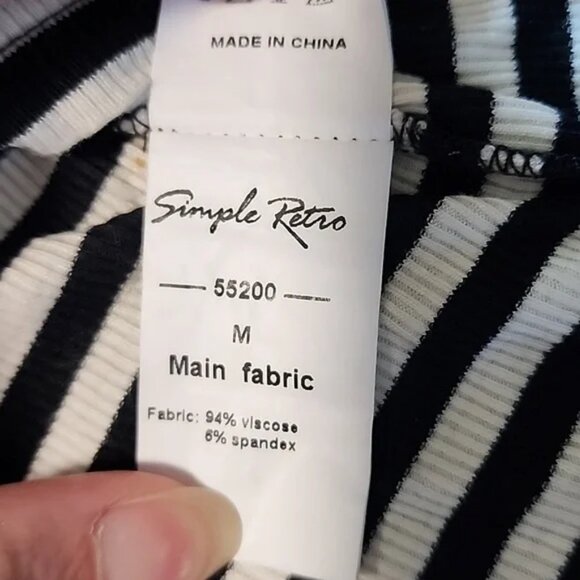 MADE IN CHINA
Simple Retro
55200
M
Main fabric
Fabric: 94% viscose
6% spandex